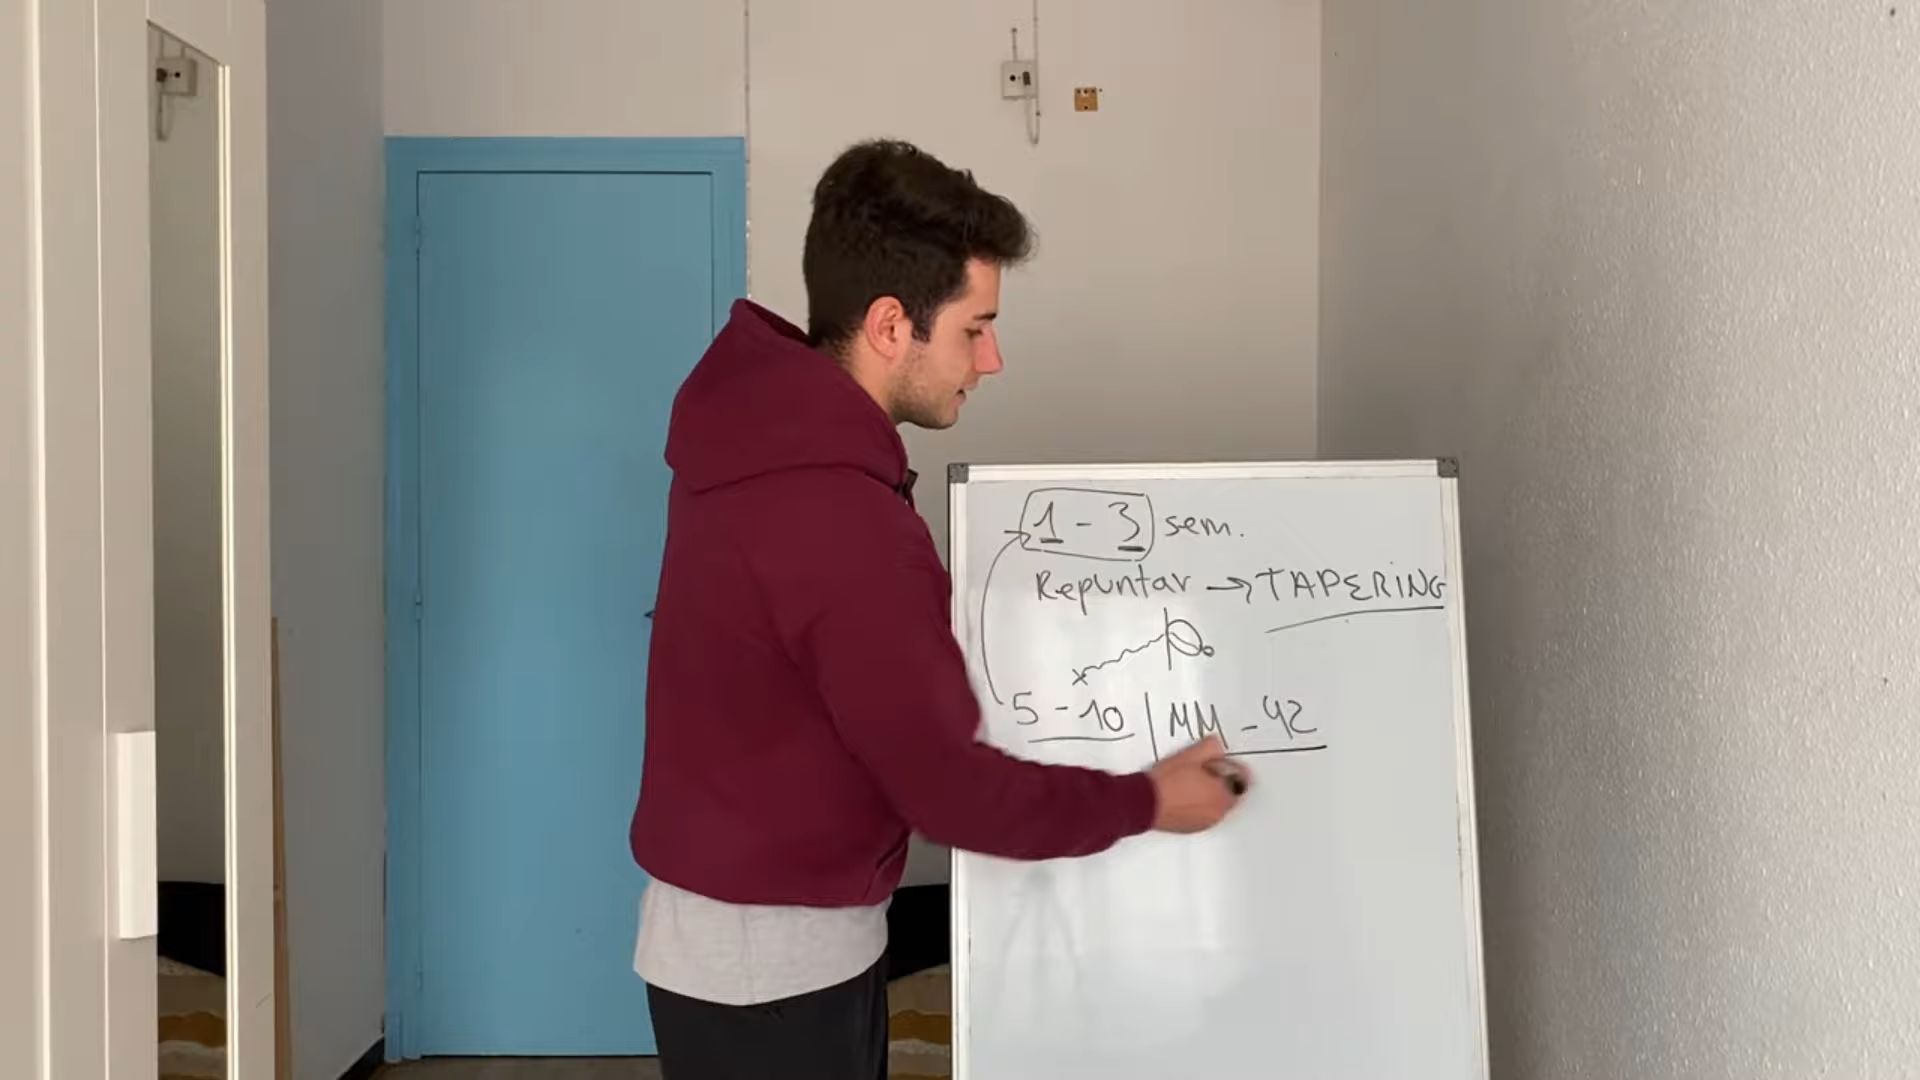 1 - 3 sem.
Repuntar → TAPERING
5 - 10 | MM - 42